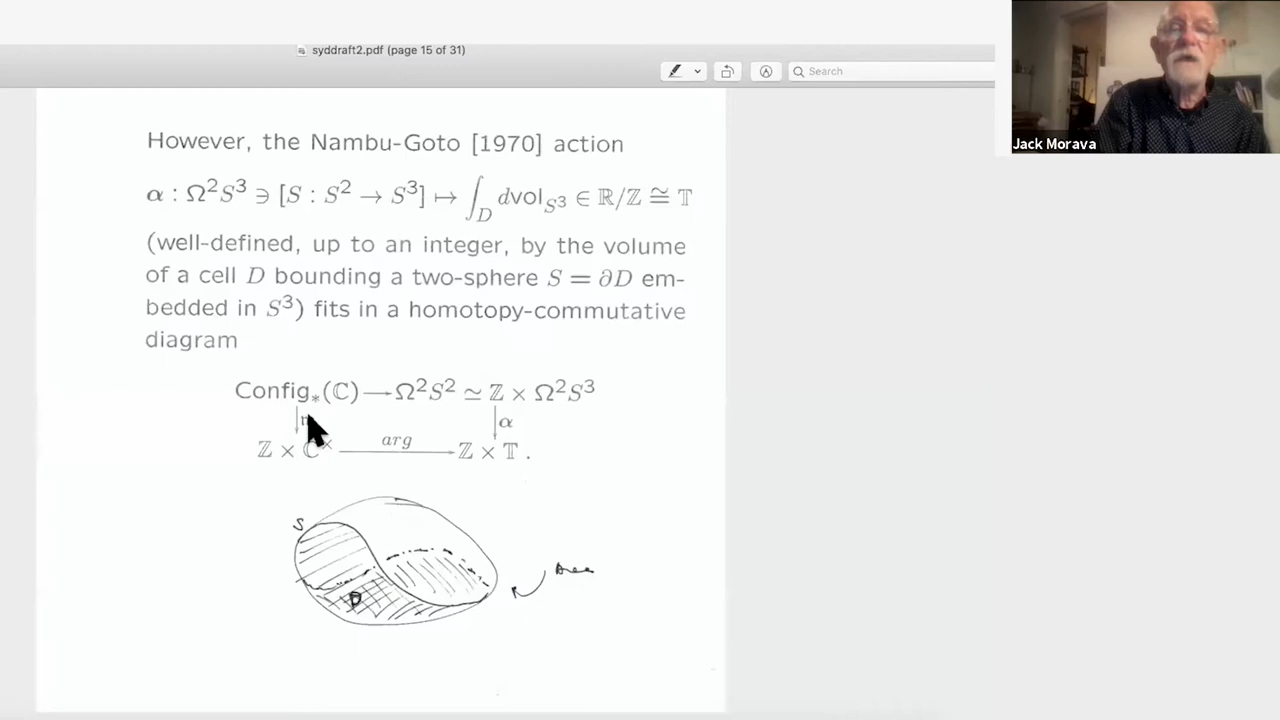 syddraft2.pdf (page 15 of 31)
Search
Jack Morava
However, the Nambu-Goto [1970] action
α : Ω²S³ ∋ [S : S² → S³] ↦ ∫_D dvol_{S³} ∈ ℝ/ℤ ≅ 𝕋
(well-defined, up to an integer, by the volume
of a cell D bounding a two-sphere S = ∂D em-
bedded in S³) fits in a homotopy-commutative
diagram
Config_*(ℂ) → Ω²S² ≃ ℤ × Ω²S³
α
ℤ × ℂ^× arg ℤ × 𝕋 .
S
D